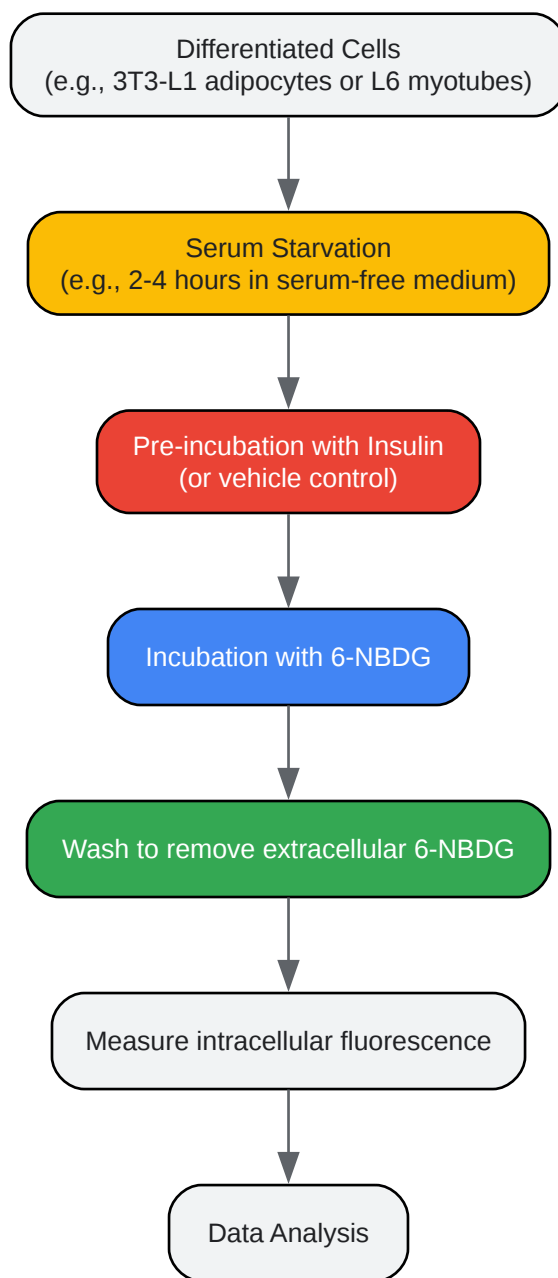 Differentiated Cells
(e.g., 3T3-L1 adipocytes or L6 myotubes)
Serum Starvation
(e.g., 2-4 hours in serum-free medium)
Pre-incubation with Insulin
(or vehicle control)
Incubation with 6-NBDG
Wash to remove extracellular 6-NBDG
Measure intracellular fluorescence
Data Analysis